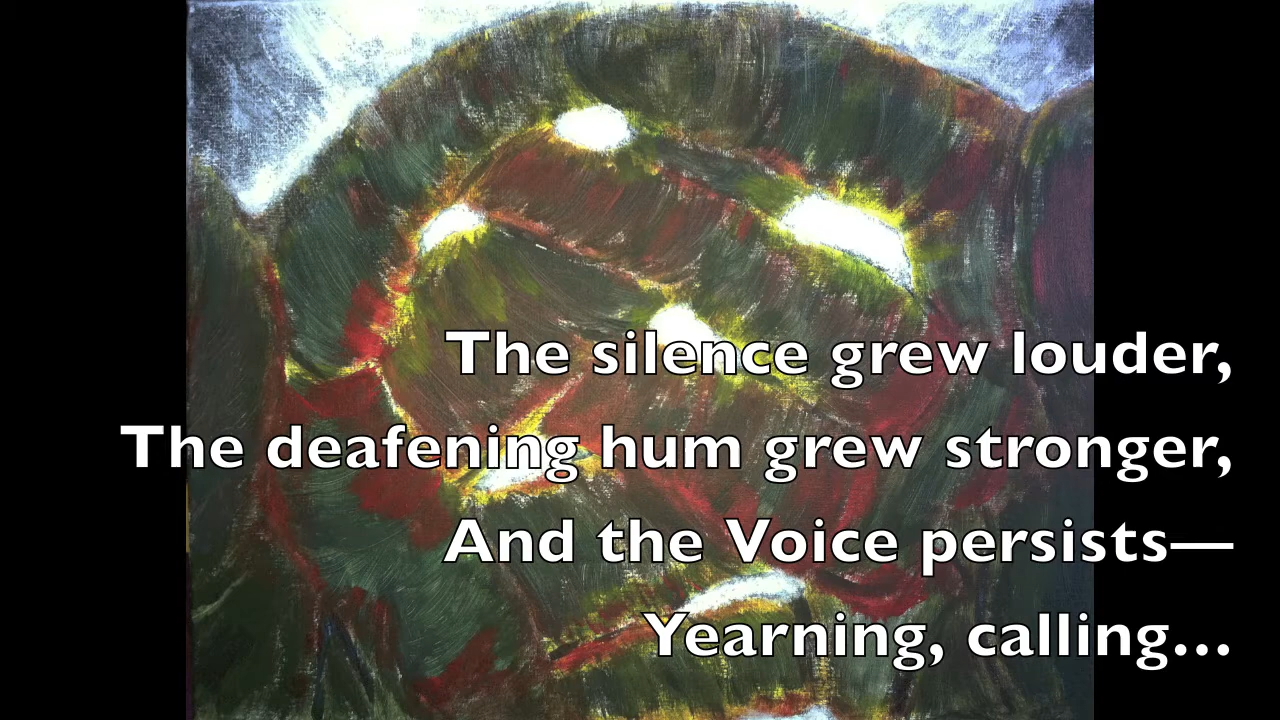 The silence grew louder,
The deafening hum grew stronger,
And the Voice persists—
Yearning, calling...